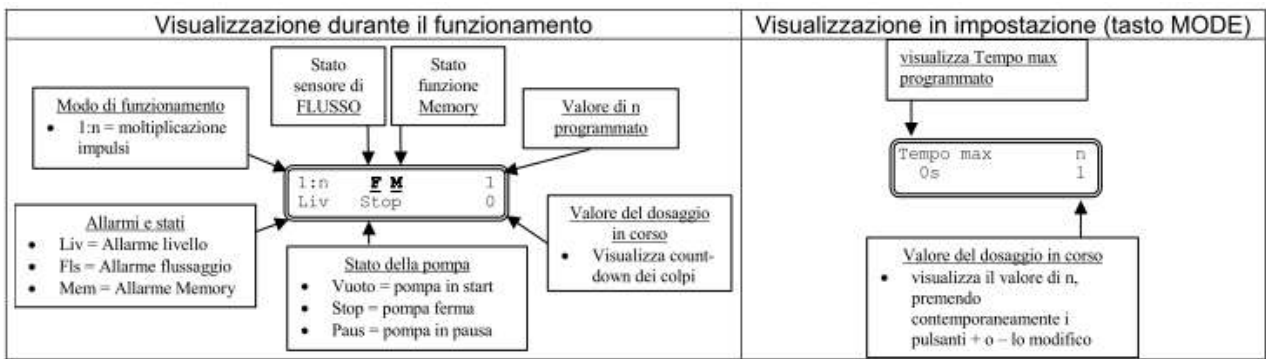 Visualizzazione durante il funzionamento
Visualizzazione in impostazione (tasto MODE)
Modo di funzionamento
• 1:n = moltiplicazione
impulsi
Stato
sensore di
FLUSSO
Stato
funzione
Memory
Valore di n
programmato
1:n F M 1
Liv Stop 0
Allarmi e stati
• Liv = Allarme livello
• Fls = Allarme flussaggio
• Mem = Allarme Memory
Stato della pompa
• Vuoto = pompa in start
• Stop = pompa ferma
• Paus = pompa in pausa
Valore del dosaggio
in corso
• Visualizza count-
down dei colpi
visualizza Tempo max
programmato
Tempo max n
0s 1
Valore del dosaggio in corso
• visualizza il valore di n,
premendo
contemporaneamente i
pulsanti + o – lo modifico